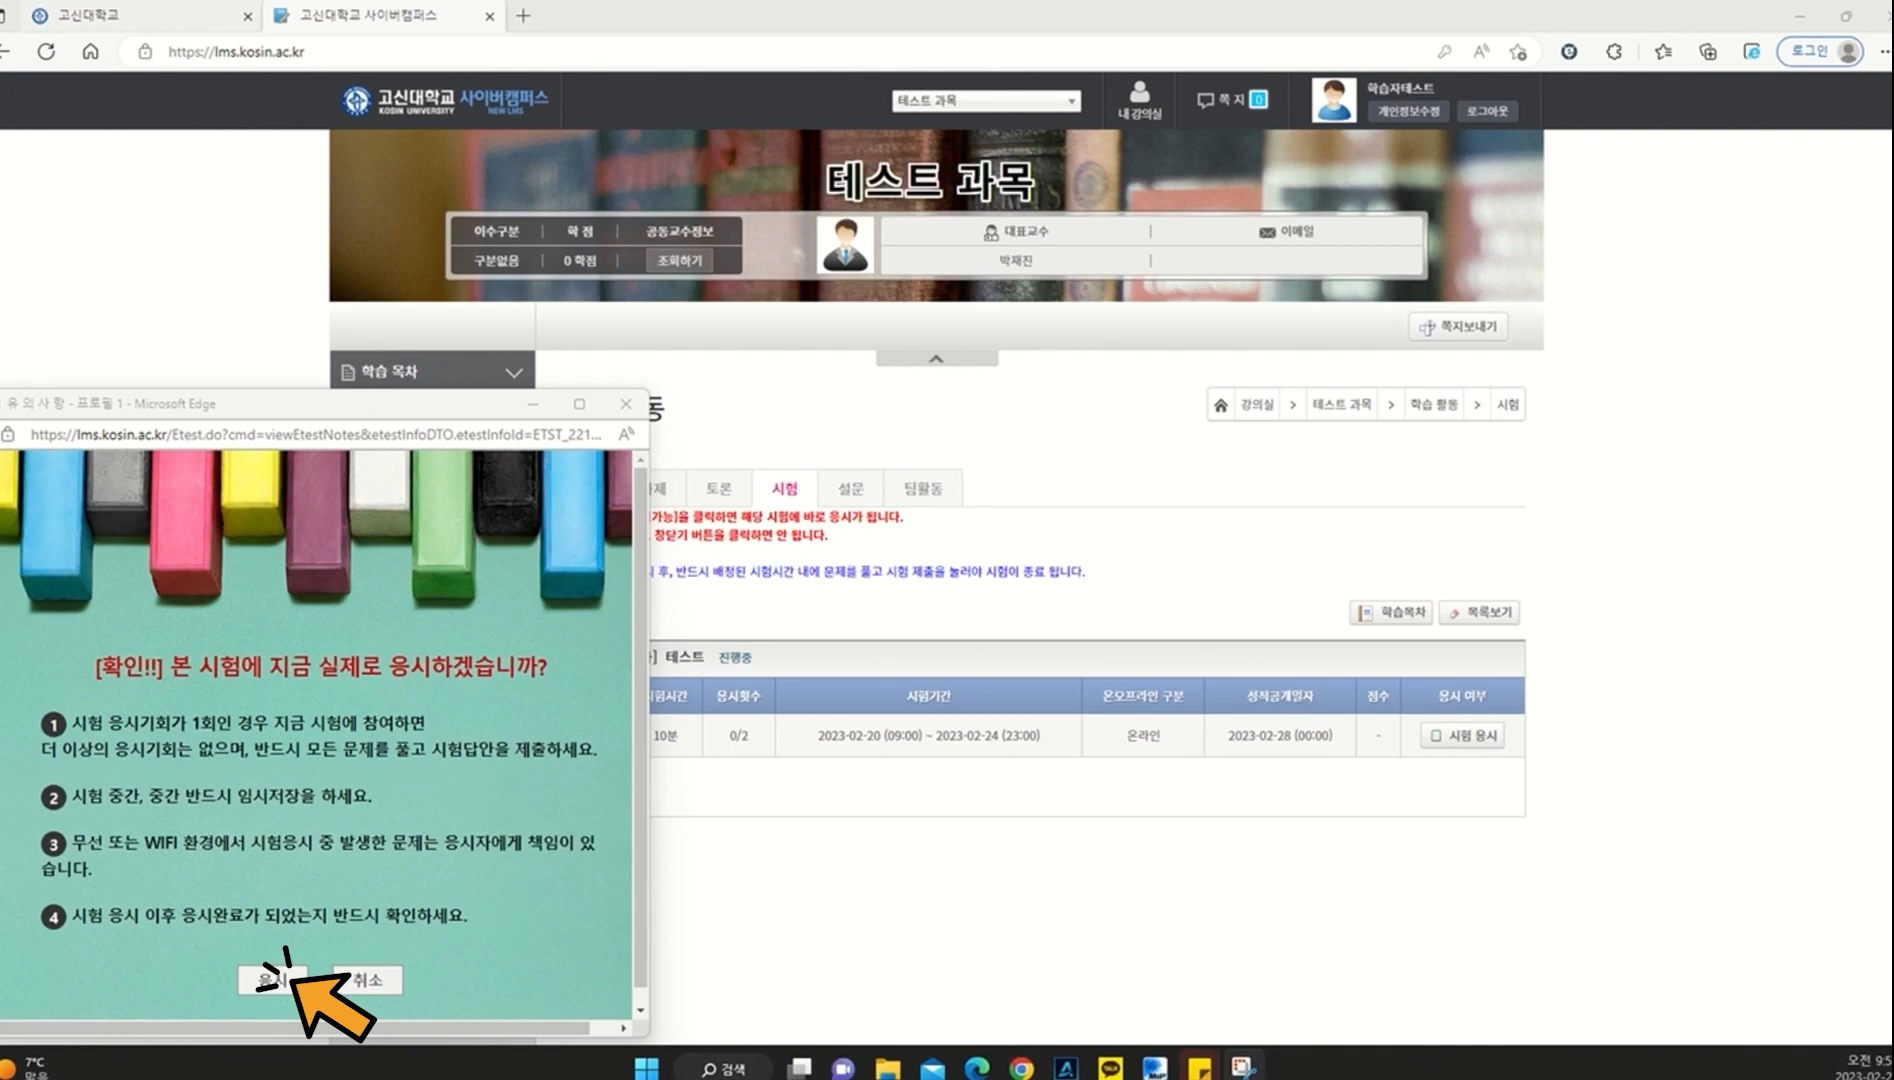 고신대학교
고신대학교 사이버캠퍼스
https://lms.kosin.ac.kr
로그인
고신대학교 사이버캠퍼스
KOSIN UNIVERSITY NEW LMS
테스트 과목
내 강의실
쪽 지 0
학습자테스트
개인정보수정 로그아웃
테스트 과목
이수구분 | 학 점 | 공동교수정보
구분없음 | 0 학점 | 조회하기
대표교수 | 이메일
박재진 |
쪽지보내기
학습 목차
유 의 사 항 - 프로필 1 - Microsoft Edge
https://lms.kosin.ac.kr/Etest.do?cmd=viewEtestNotes&etestInfoDTO.etestInfoId=ETST_221...
동
강의실 > 테스트 과목 > 학습 활동 > 시험
토론 시험 설문 팀활동
가능]을 클릭하면 해당 시험에 바로 응시가 됩니다.
창닫기 버튼을 클릭하면 안 됩니다.
후, 반드시 배정된 시험시간 내에 문제를 풀고 시험 제출을 눌러야 시험이 종료 됩니다.
학습목차 목록보기
] 테스트 진행중
시험시간 응시횟수 시험기간 온오프라인 구분 성적공개일자 점수 응시 여부
10분 0/2 2023-02-20 (09:00) ~ 2023-02-24 (23:00) 온라인 2023-02-28 (00:00) - 시험 응시
[확인!!] 본 시험에 지금 실제로 응시하겠습니까?
1 시험 응시기회가 1회인 경우 지금 시험에 참여하면
더 이상의 응시기회는 없으며, 반드시 모든 문제를 풀고 시험답안을 제출하세요.
2 시험 중간, 중간 반드시 임시저장을 하세요.
3 무선 또는 WIFI 환경에서 시험응시 중 발생한 문제는 응시자에게 책임이 있
습니다.
4 시험 응시 이후 응시완료가 되었는지 반드시 확인하세요.
응시 취소
7°C
맑음
검색
TALK
오전 9:5
2023-02-2